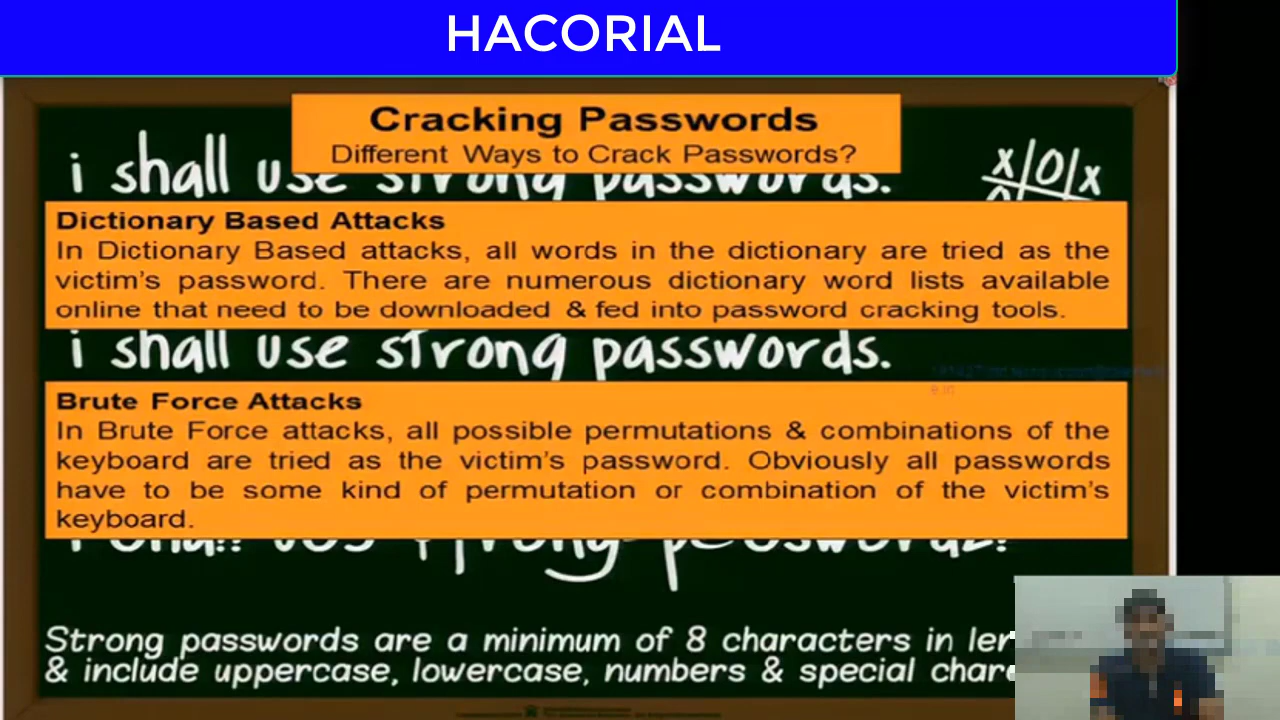 HACORIAL
Cracking Passwords
Different Ways to Crack Passwords?
i shall use strong passwords.
x/O/x
Dictionary Based Attacks
In Dictionary Based attacks, all words in the dictionary are tried as the
victim's password. There are numerous dictionary word lists available
online that need to be downloaded & fed into password cracking tools.
i shall use strong passwords.
Brute Force Attacks
In Brute Force attacks, all possible permutations & combinations of the
keyboard are tried as the victim's password. Obviously all passwords
have to be some kind of permutation or combination of the victim's
keyboard.
Strong passwords are a minimum of 8 characters in
& include uppercase, lowercase, numbers & special